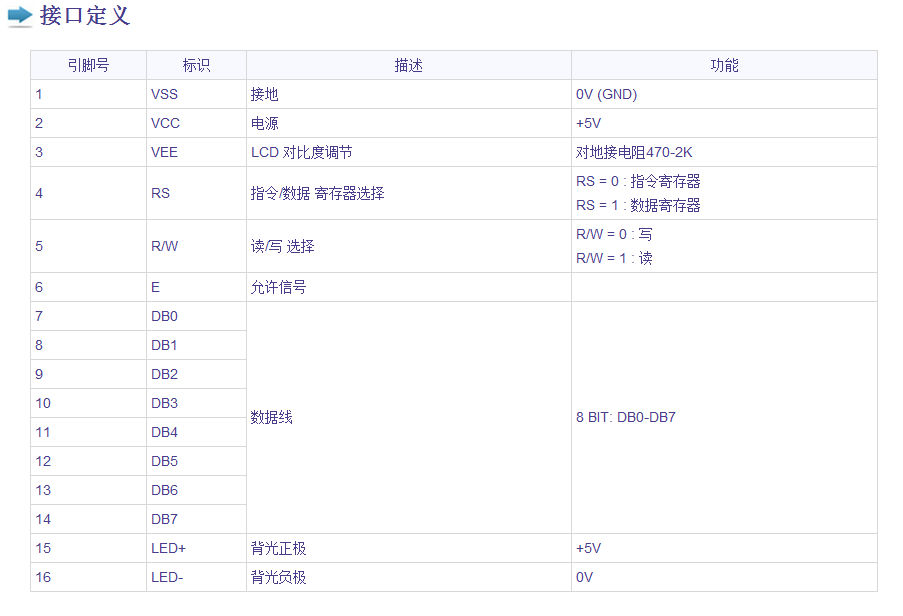 接口定义
引脚号 标识 描述 功能
1 VSS 接地 0V (GND)
2 VCC 电源 +5V
3 VEE LCD 对比度调节 对地接电阻470-2K
4 RS 指令/数据 寄存器选择 RS = 0 : 指令寄存器
RS = 1 : 数据寄存器
5 R/W 读/写 选择 R/W = 0 : 写
R/W = 1 : 读
6 E 允许信号
7 DB0
8 DB1
9 DB2
10 DB3
数据线 8 BIT: DB0-DB7
11 DB4
12 DB5
13 DB6
14 DB7
15 LED+ 背光正极 +5V
16 LED- 背光负极 0V